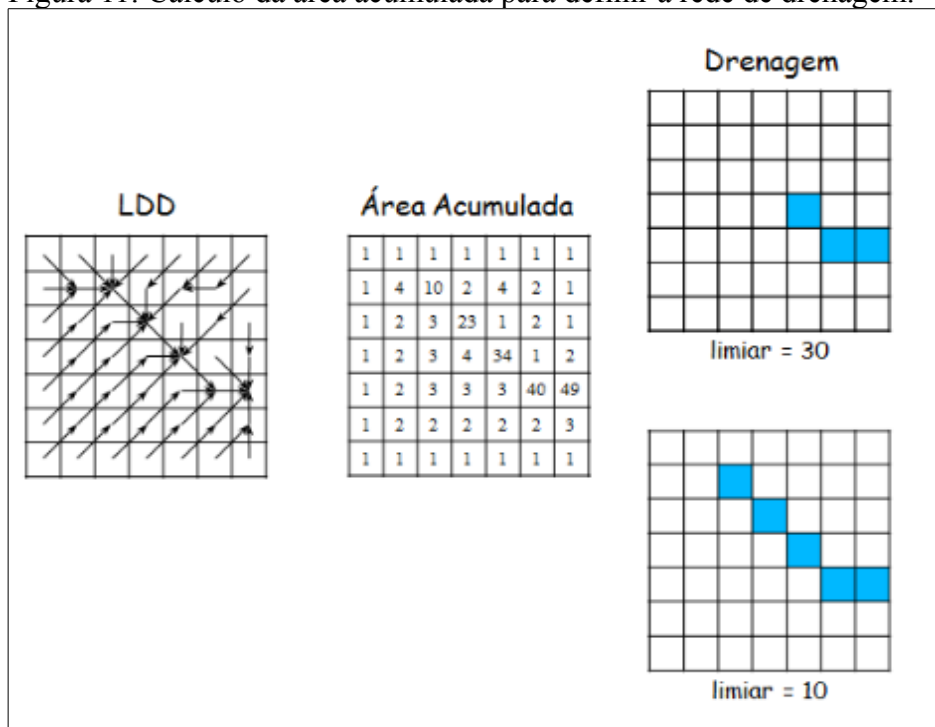 Figura 11: Cálculo da área acumulada para definir a rede de drenagem.
Drenagem
LDD
Área Acumulada
1 1 1 1 1 1 1
1 4 10 2 4 2 1
1 2 3 23 1 2 1
1 2 3 4 34 1 2
1 2 3 3 3 40 49
1 2 2 2 2 2 3
1 1 1 1 1 1 1
limiar = 30
limiar = 10